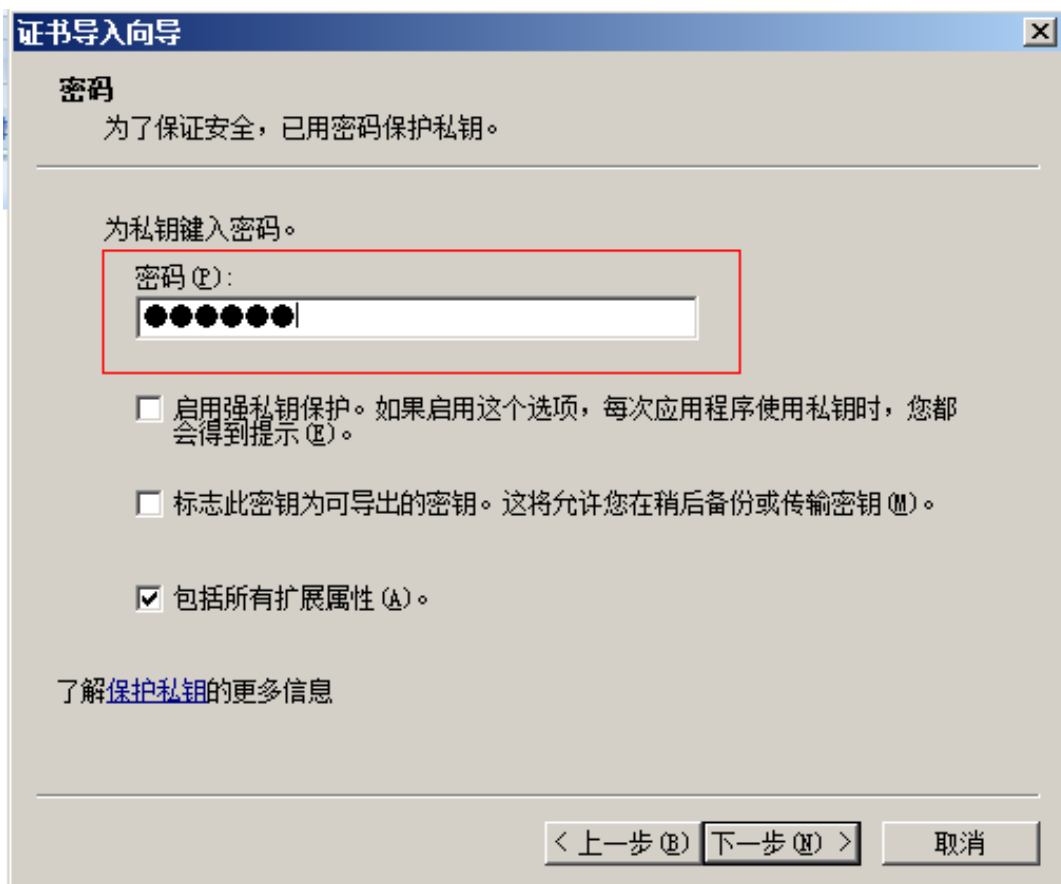 证书导入向导
密码
为了保证安全，已用密码保护私钥。
为私钥键入密码。
密码(P):
●●●●●●
启用强私钥保护。如果启用这个选项，每次应用程序使用私钥时，您都
会得到提示(E)。
标志此密钥为可导出的密钥。这将允许您在稍后备份或传输密钥(M)。
包括所有扩展属性(A)。
了解保护私钥的更多信息
< 上一步(B) 下一步(N) > 取消